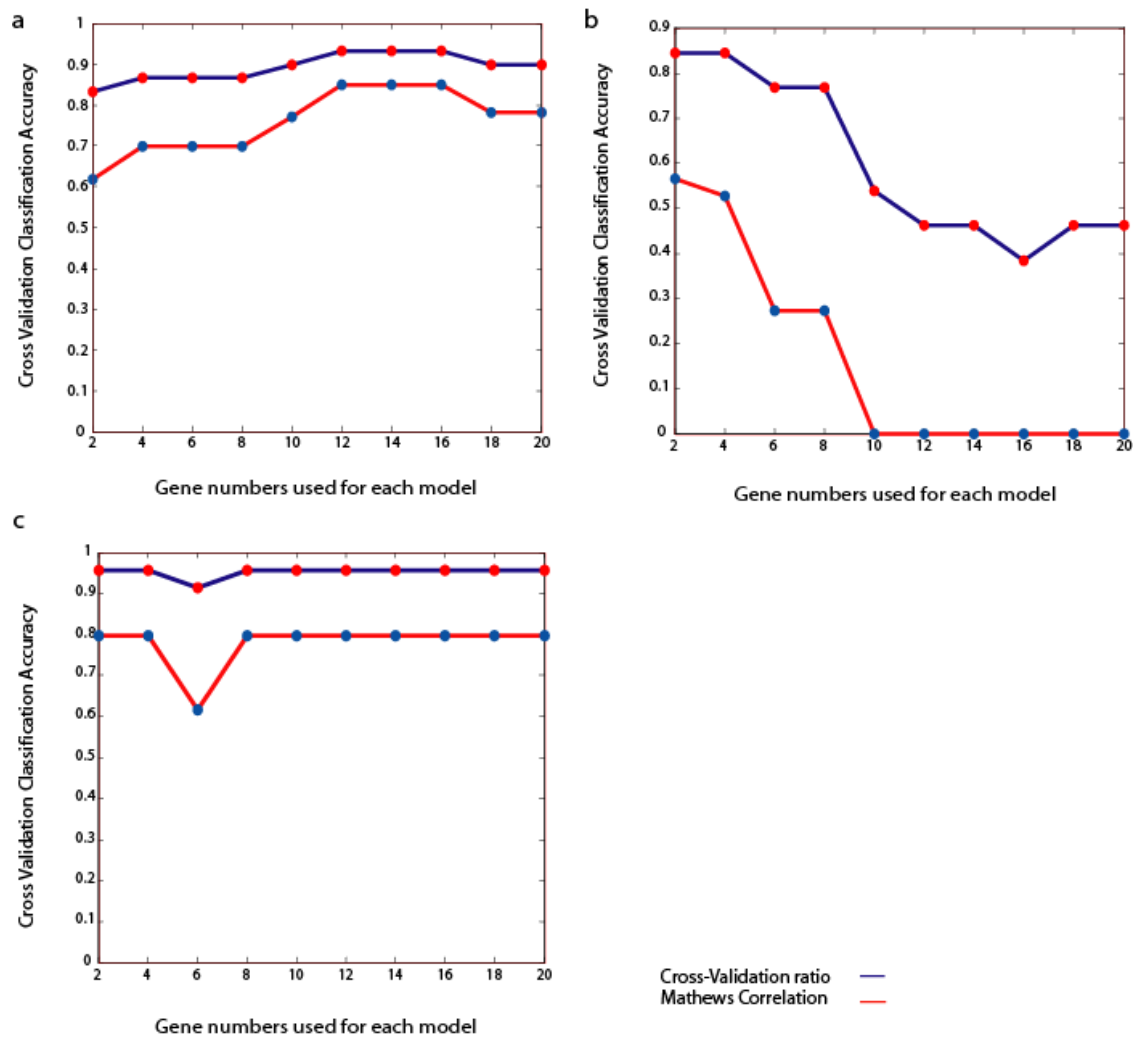 a
Cross Validation Classification Accuracy
1
0.9
0.8
0.7
0.6
0.5
0.4
0.3
0.2
0.1
0
2 4 6 8 10 12 14 16 18 20
Gene numbers used for each model
b
Cross Validation Classification Accuracy
0.9
0.8
0.7
0.6
0.5
0.4
0.3
0.2
0.1
0
2 4 6 8 10 12 14 16 18 20
Gene numbers used for each model
c
Cross Validation Classification Accuracy
1
0.9
0.8
0.7
0.6
0.5
0.4
0.3
0.2
0.1
0
2 4 6 8 10 12 14 16 18 20
Gene numbers used for each model
Cross-Validation ratio
Mathews Correlation